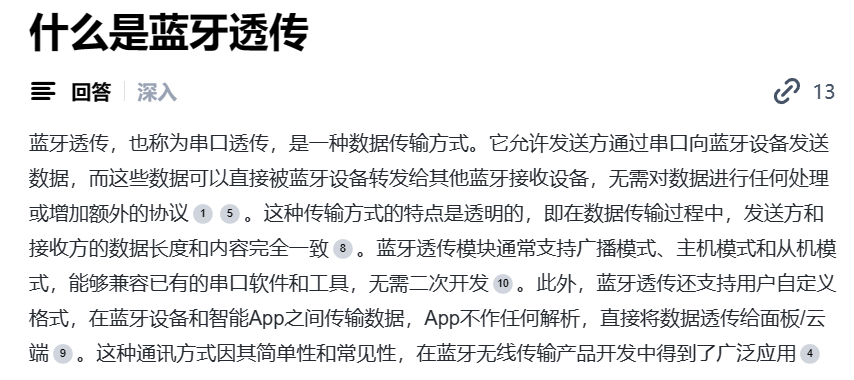 什么是蓝牙透传
回答 深入 13
蓝牙透传，也称为串口透传，是一种数据传输方式。它允许发送方通过串口向蓝牙设备发送
数据，而这些数据可以直接被蓝牙设备转发给其他蓝牙接收设备，无需对数据进行任何处理
或增加额外的协议 1 5 。这种传输方式的特点是透明的，即在数据传输过程中，发送方和
接收方的数据长度和内容完全一致 8 。蓝牙透传模块通常支持广播模式、主机模式和从机模
式，能够兼容已有的串口软件和工具，无需二次开发 10 。此外，蓝牙透传还支持用户自定义
格式，在蓝牙设备和智能App之间传输数据，App不作任何解析，直接将数据透传给面板/云
端 9 。这种通讯方式因其简单性和常见性，在蓝牙无线传输产品开发中得到了广泛应用 4